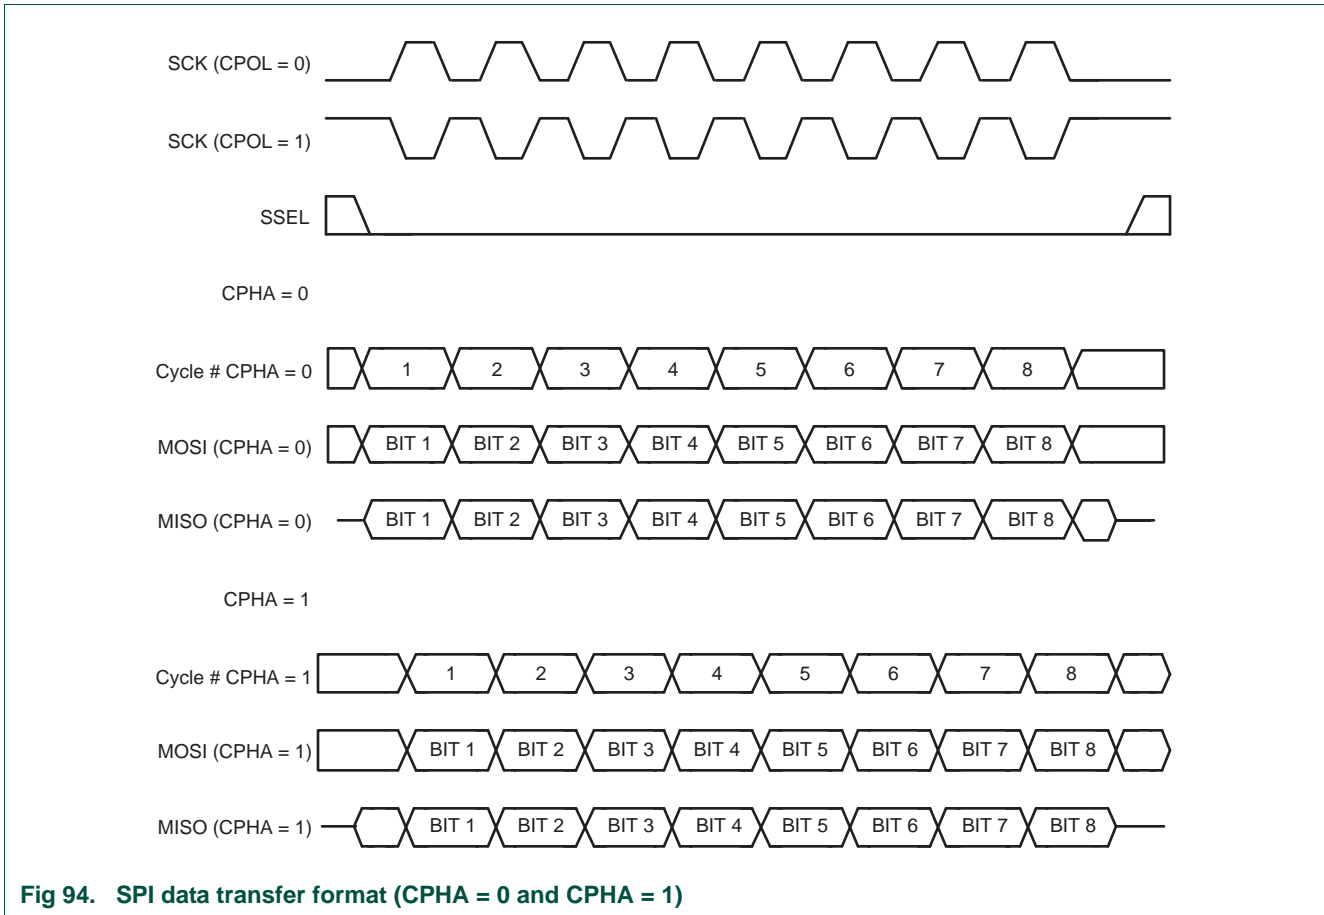 SCK (CPOL = 0)
SCK (CPOL = 1)
SSEL
CPHA = 0
Cycle # CPHA = 0 1 2 3 4 5 6 7 8
MOSI (CPHA = 0) BIT 1 BIT 2 BIT 3 BIT 4 BIT 5 BIT 6 BIT 7 BIT 8
MISO (CPHA = 0) BIT 1 BIT 2 BIT 3 BIT 4 BIT 5 BIT 6 BIT 7 BIT 8
CPHA = 1
Cycle # CPHA = 1 1 2 3 4 5 6 7 8
MOSI (CPHA = 1) BIT 1 BIT 2 BIT 3 BIT 4 BIT 5 BIT 6 BIT 7 BIT 8
MISO (CPHA = 1) BIT 1 BIT 2 BIT 3 BIT 4 BIT 5 BIT 6 BIT 7 BIT 8
Fig 94. SPI data transfer format (CPHA = 0 and CPHA = 1)